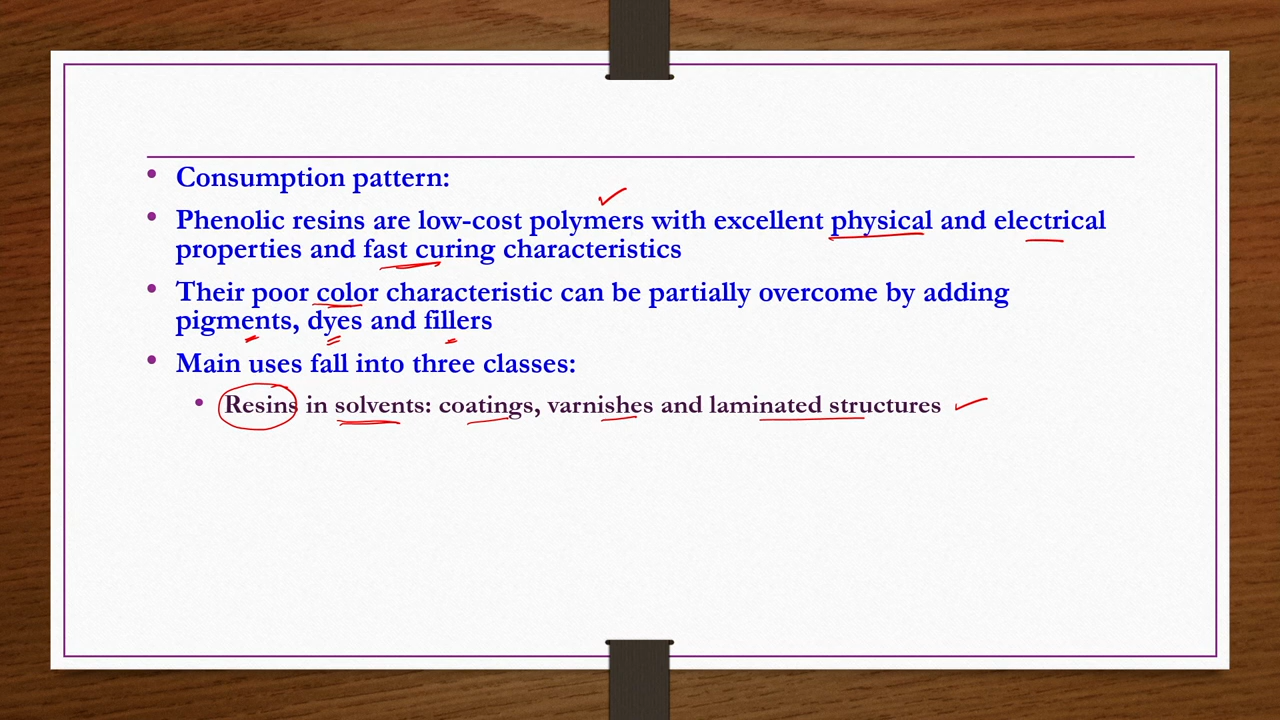 • Consumption pattern:
• Phenolic resins are low-cost polymers with excellent physical and electrical
properties and fast curing characteristics
• Their poor color characteristic can be partially overcome by adding
pigments, dyes and fillers
• Main uses fall into three classes:
• Resins in solvents: coatings, varnishes and laminated structures